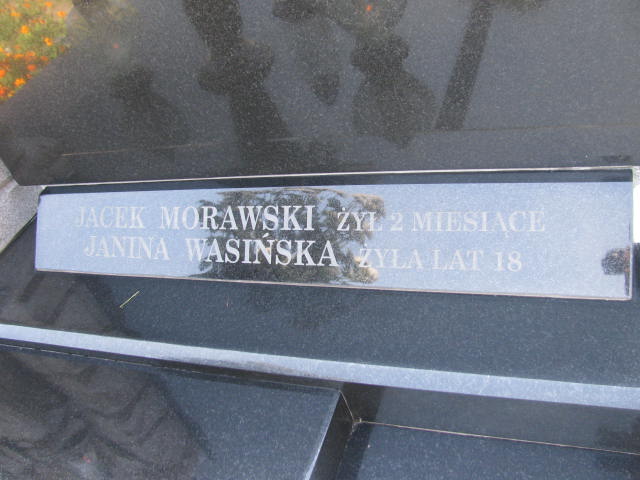 JACEK MORAWSKI ŻYŁ 2 MIESIĄCE
JANINA WASIŃSKA ŻYŁA LAT 18